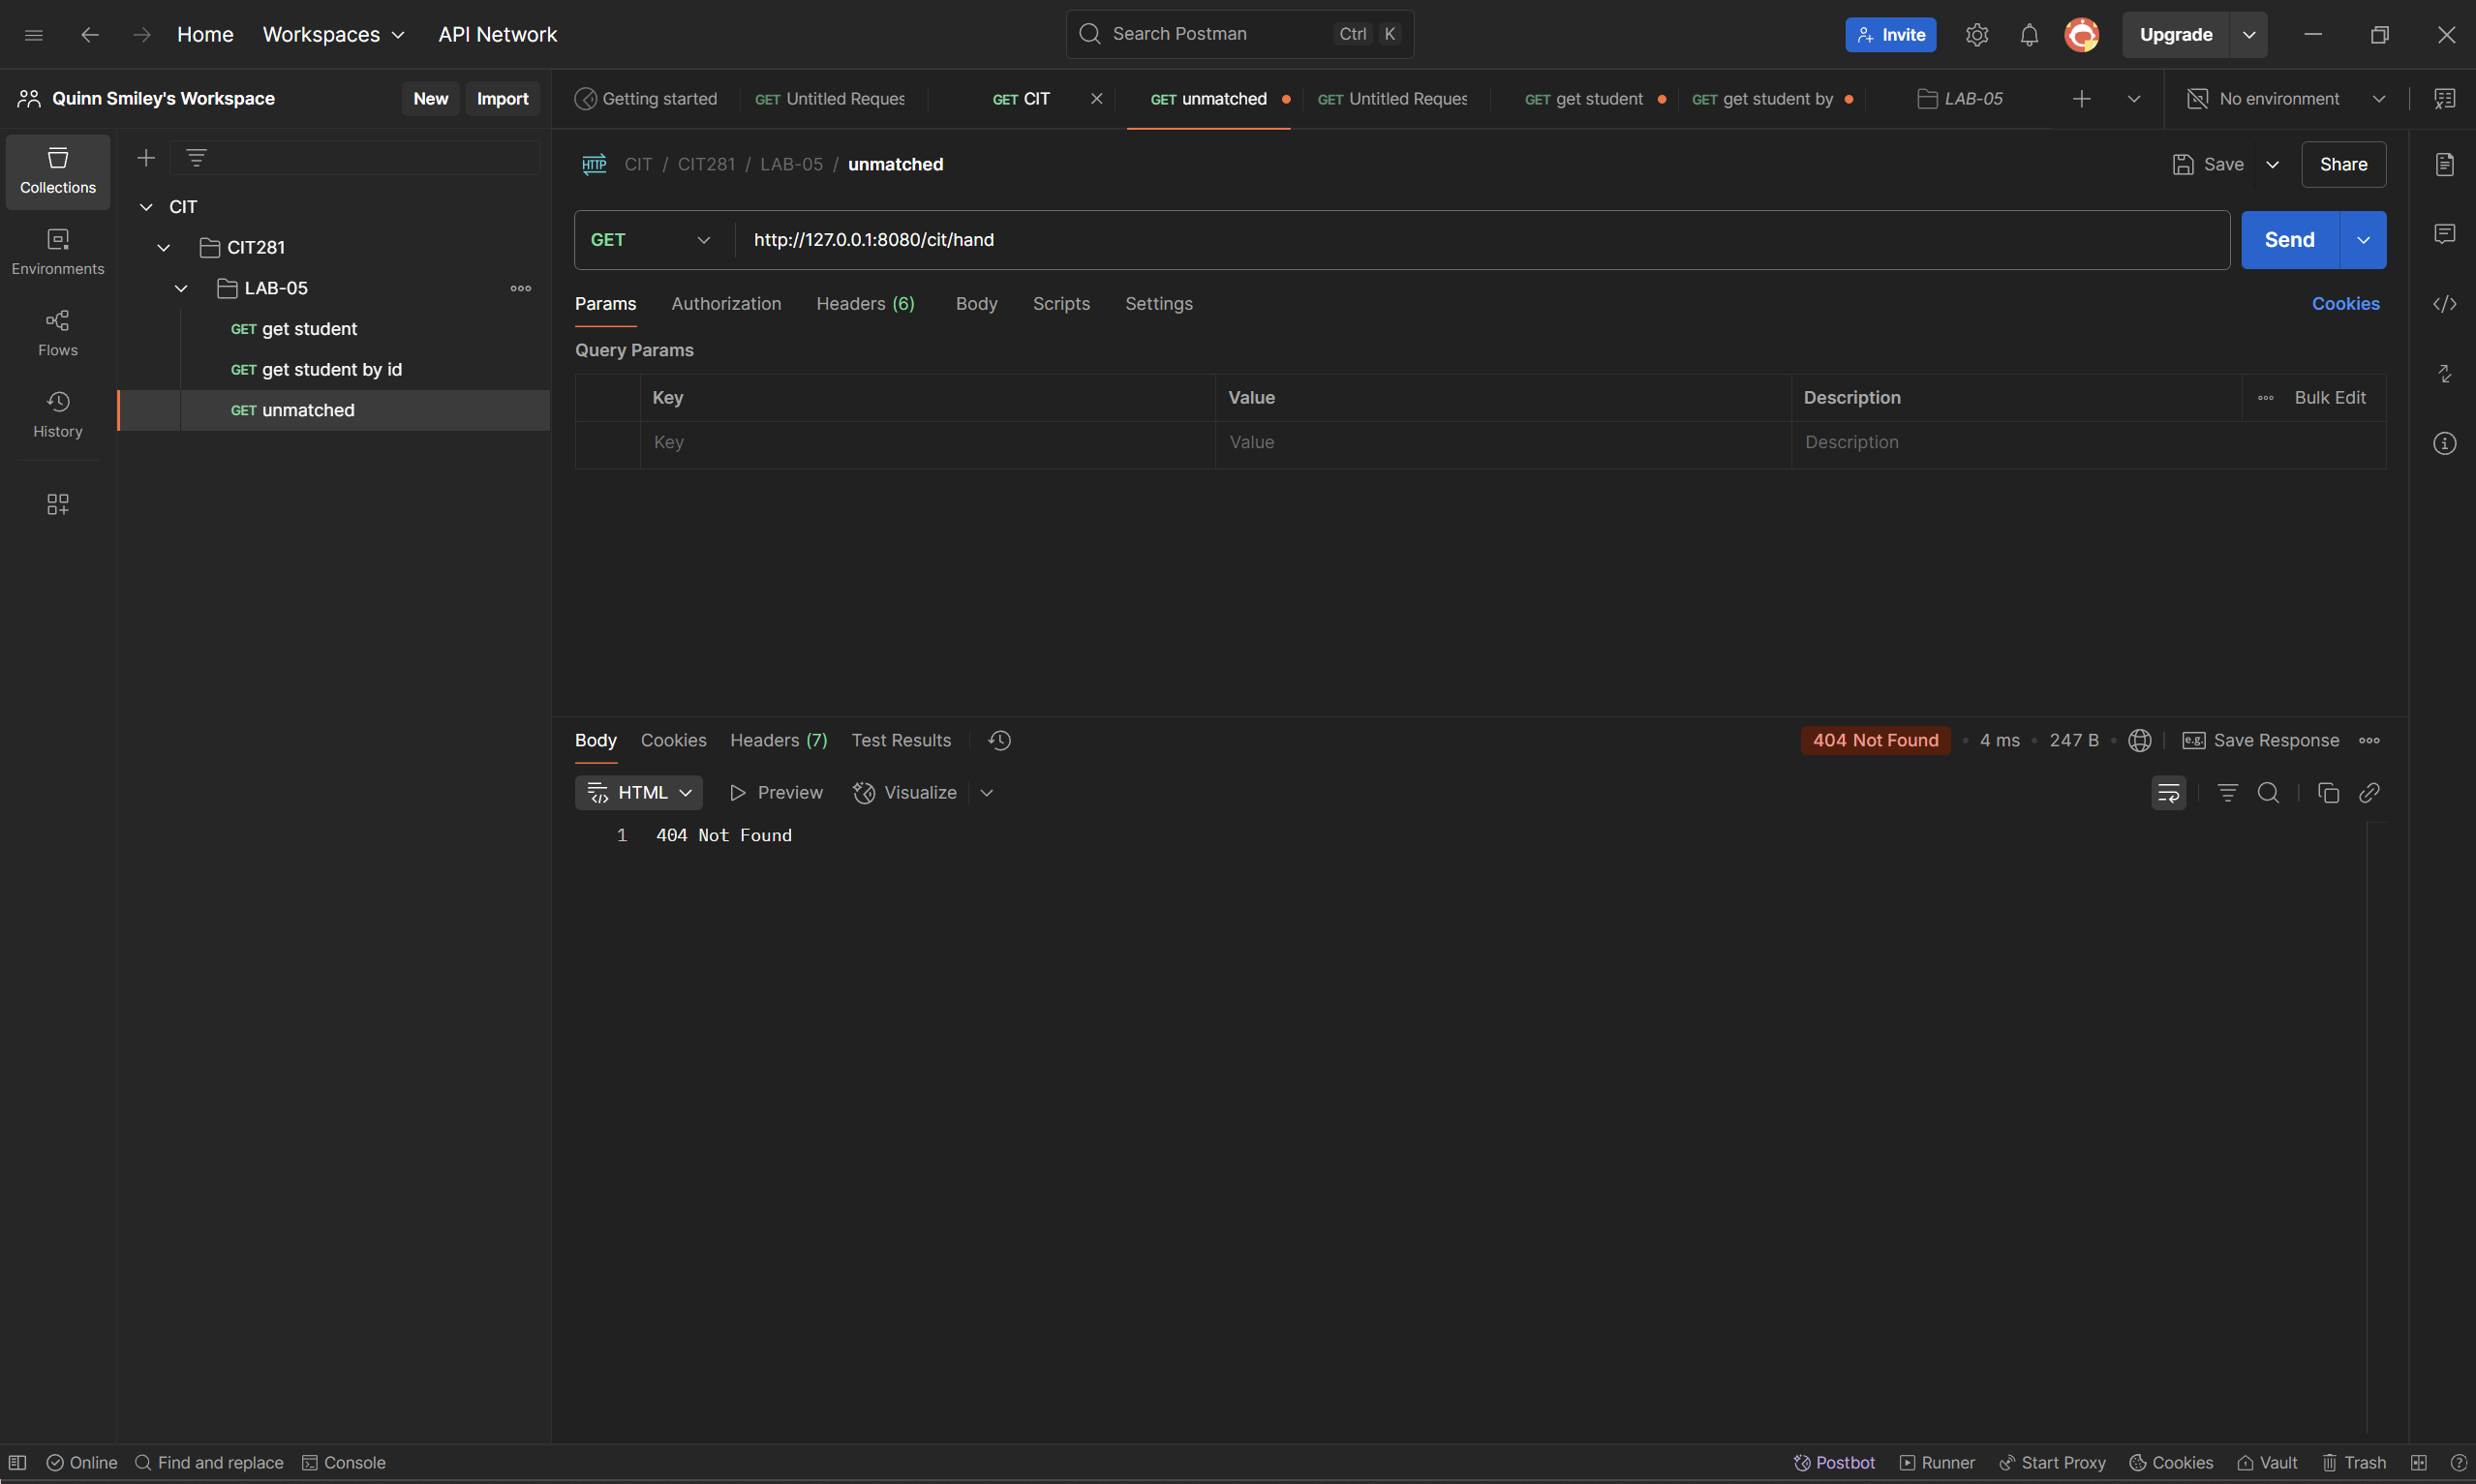 Home Workspaces API Network Search Postman Ctrl K Invite Upgrade
Quinn Smiley's Workspace New Import Getting started GET Untitled Reques GET CIT GET unmatched GET Untitled Reques GET get student GET get student by LAB-05 No environment
Collections
Environments
Flows
History
CIT
CIT281
LAB-05
GET get student
GET get student by id
GET unmatched
HTTP CIT / CIT281 / LAB-05 / unmatched Save Share
GET http://127.0.0.1:8080/cit/hand Send
Params Authorization Headers (6) Body Scripts Settings Cookies
Query Params
Key Value Description Bulk Edit
Key Value Description
Body Cookies Headers (7) Test Results 404 Not Found 4 ms 247 B e.g. Save Response
HTML Preview Visualize
1 404 Not Found
Online Find and replace Console Postbot Runner Start Proxy Cookies Vault Trash